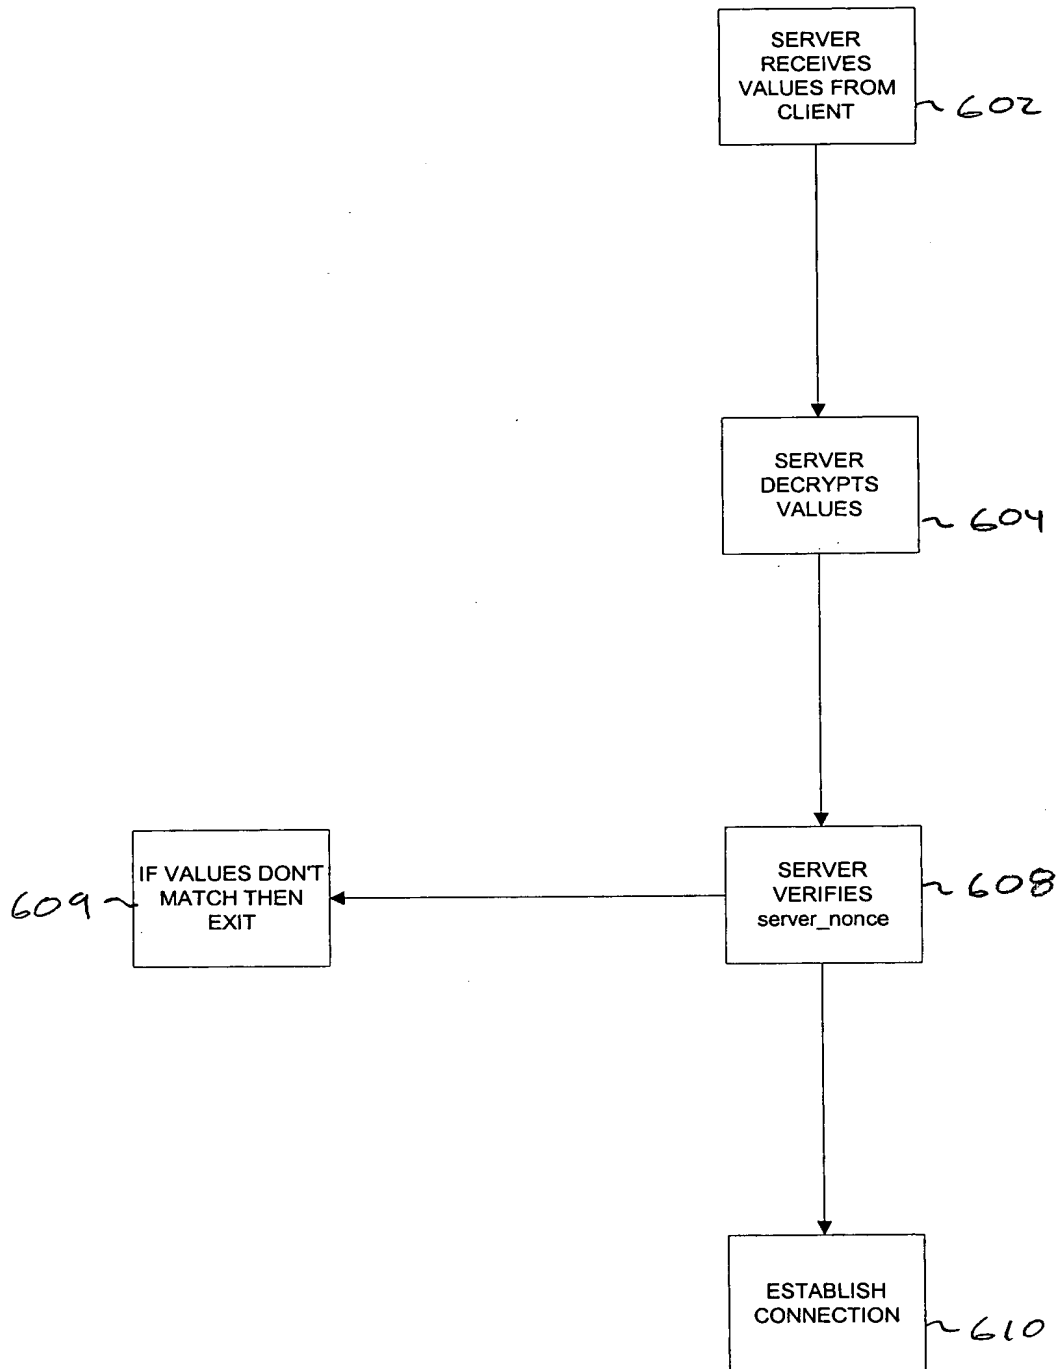 SERVER
RECEIVES
VALUES FROM
CLIENT
602
SERVER
DECRYPTS
VALUES
604
609
IF VALUES DON'T
MATCH THEN
EXIT
SERVER
VERIFIES
server_nonce
608
ESTABLISH
CONNECTION
610